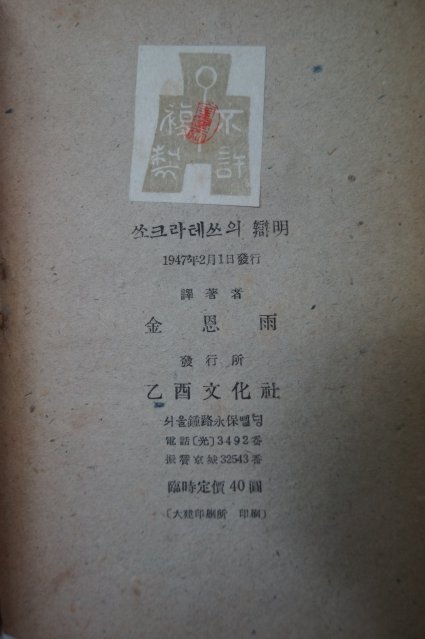 不許
複製
쏘크라테쓰의 辯明
1947年2月1日發行
譯著者
金恩雨
發行所
乙酉文化社
서울鍾路永保삘딍
電話〔光〕3492番
振替京城32543番
臨時定價40圓
〔大建印刷所 印刷〕